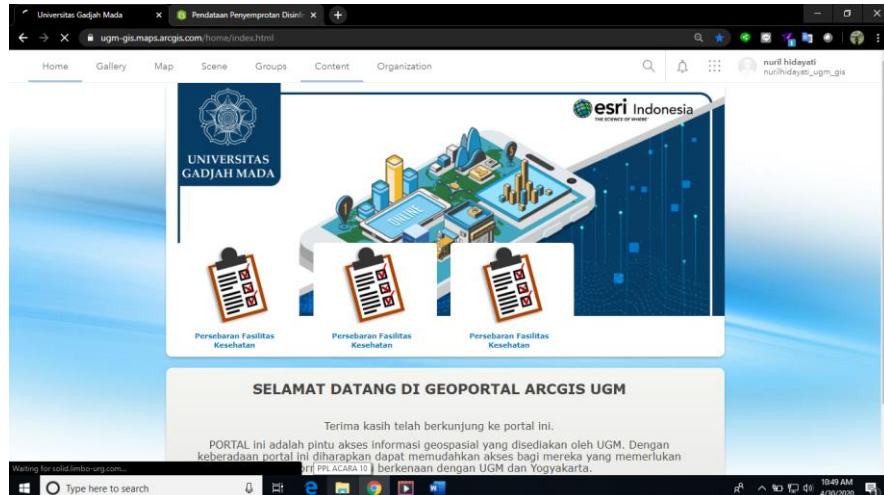 Universitas Gadjah Mada
Pendataan Penyemprotan Disinf
ugm-gis.maps.arcgis.com/home/index.html
Home Gallery Map Scene Groups Content Organization
nuril hidayati
nurilhidayati_ugm_gis
UNIVERSITAS
GADJAH MADA
esri Indonesia
THE SCIENCE OF WHERE
ONLINE
Persebaran Fasilitas
Kesehatan
Persebaran Fasilitas
Kesehatan
Persebaran Fasilitas
Kesehatan
SELAMAT DATANG DI GEOPORTAL ARCGIS UGM
Terima kasih telah berkunjung ke portal ini.
PORTAL ini adalah pintu akses informasi geospasial yang disediakan oleh UGM. Dengan
keberadaan portal ini diharapkan dapat memudahkan akses bagi mereka yang memerlukan
berkenaan dengan UGM dan Yogyakarta.
PPL ACARA 10
Waiting for solid.limbo-urg.com...
Type here to search
10:49 AM
4/30/2020